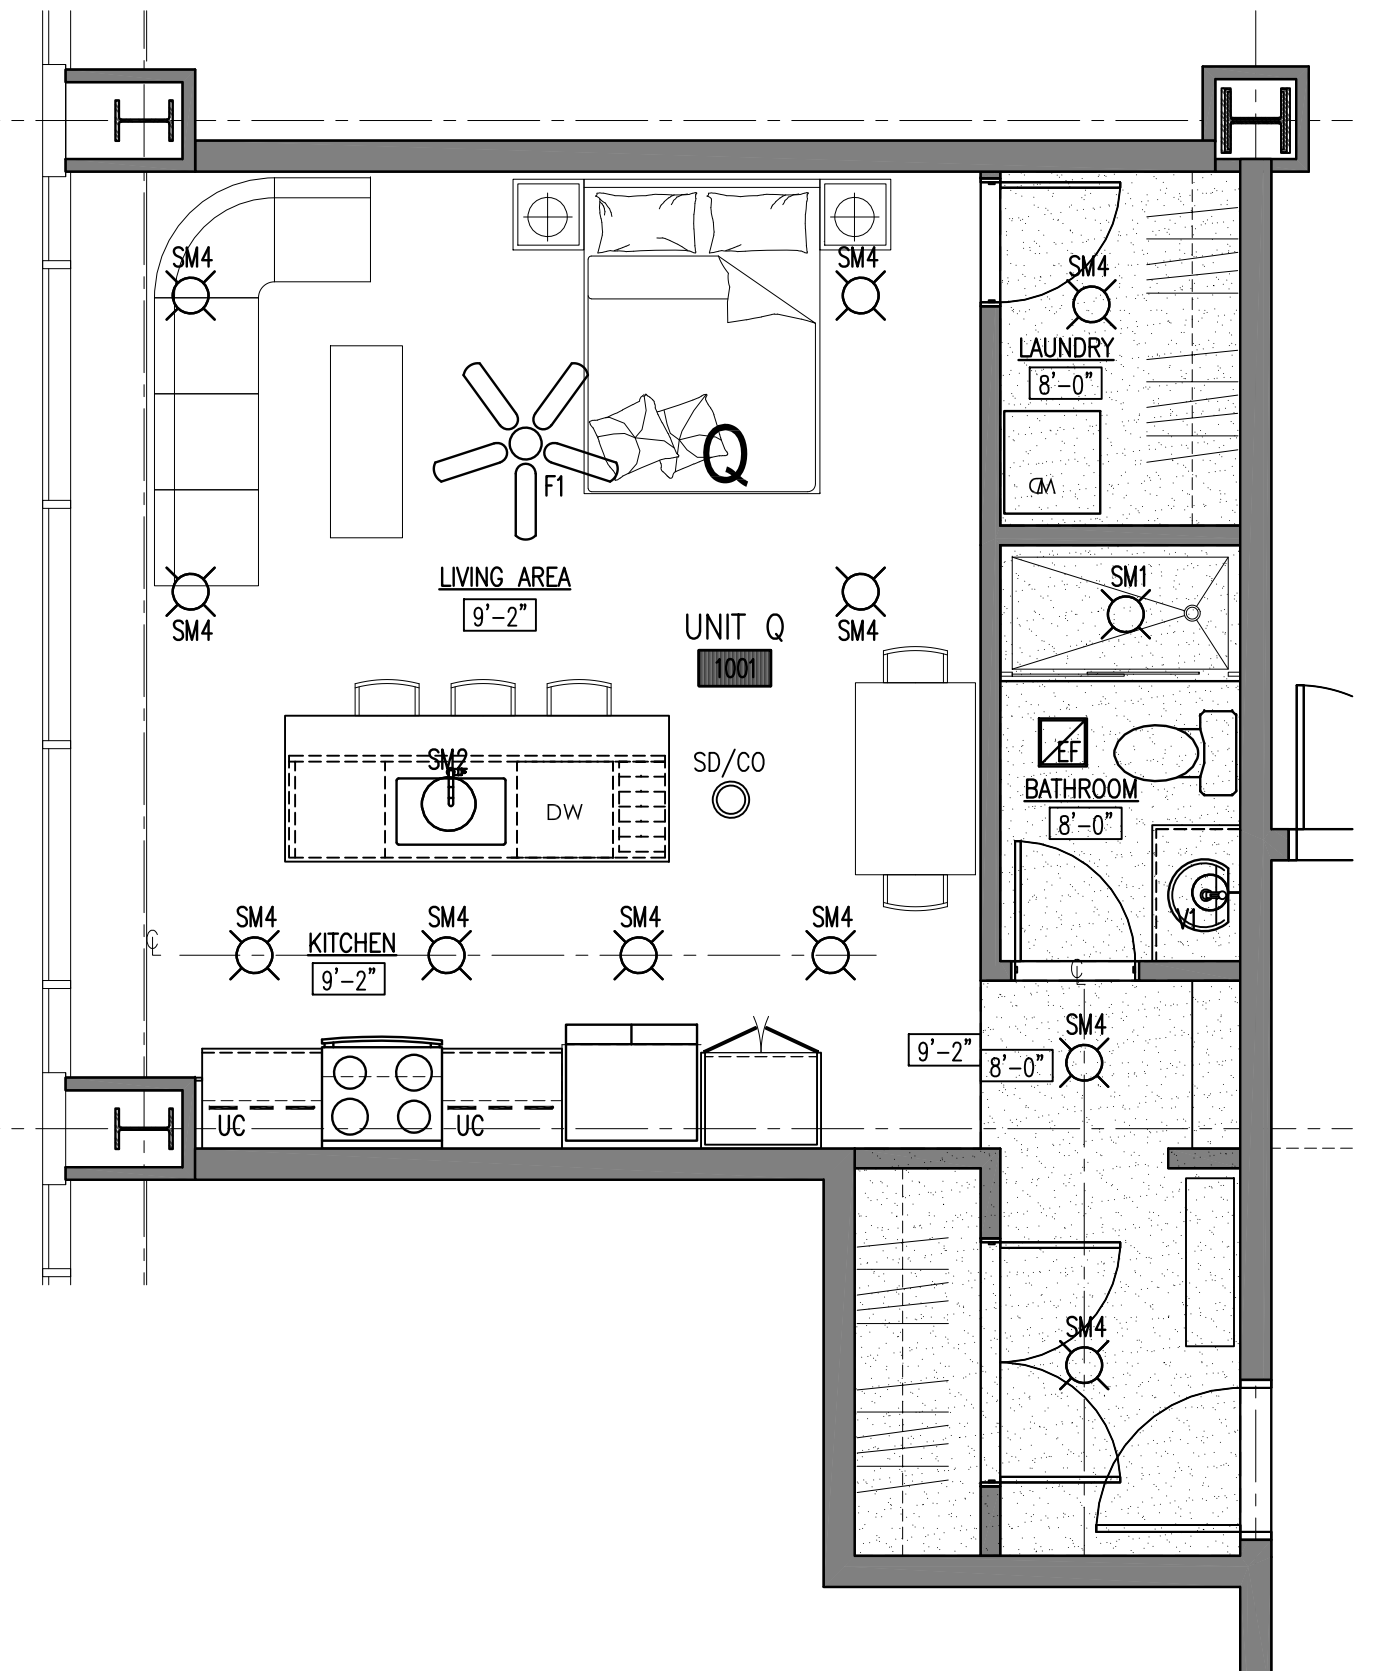 SM4
SM4
SM4
LAUNDRY
8'-0"
Q
F1
CM
LIVING AREA
9'-2"
SM1
SM4
SM4
UNIT Q
1001
SM2
SD/CO
EF
BATHROOM
8'-0"
DW
V1
SM4
SM4
SM4
SM4
KITCHEN
9'-2"
SM4
9'-2"
8'-0"
UC
UC
SM4